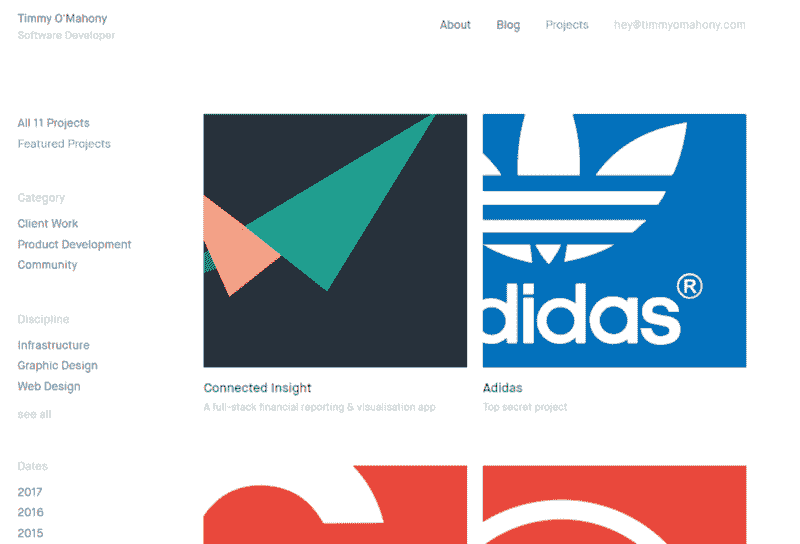 Timmy O'Mahony
Software Developer
About Blog Projects hey@timmyomahony.com
All 11 Projects
Featured Projects
Category
Client Work
Product Development
Community
Discipline
Infrastructure
Graphic Design
Web Design
see all
Dates
2017
2016
2015
adidas®
Connected Insight
A full-stack financial reporting & visualisation app
Adidas
Top secret project